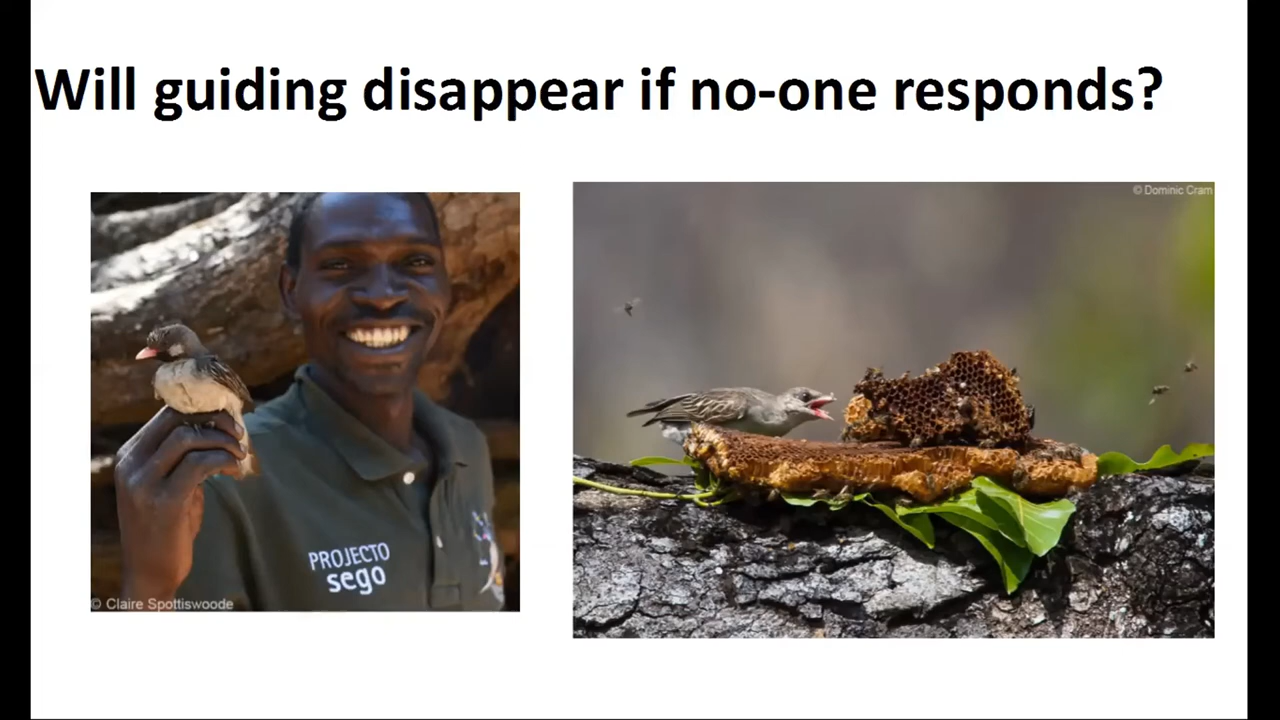 Will guiding disappear if no-one responds?
© Dominic Cram
PROJECTO
sego
© Claire Spottiswoode